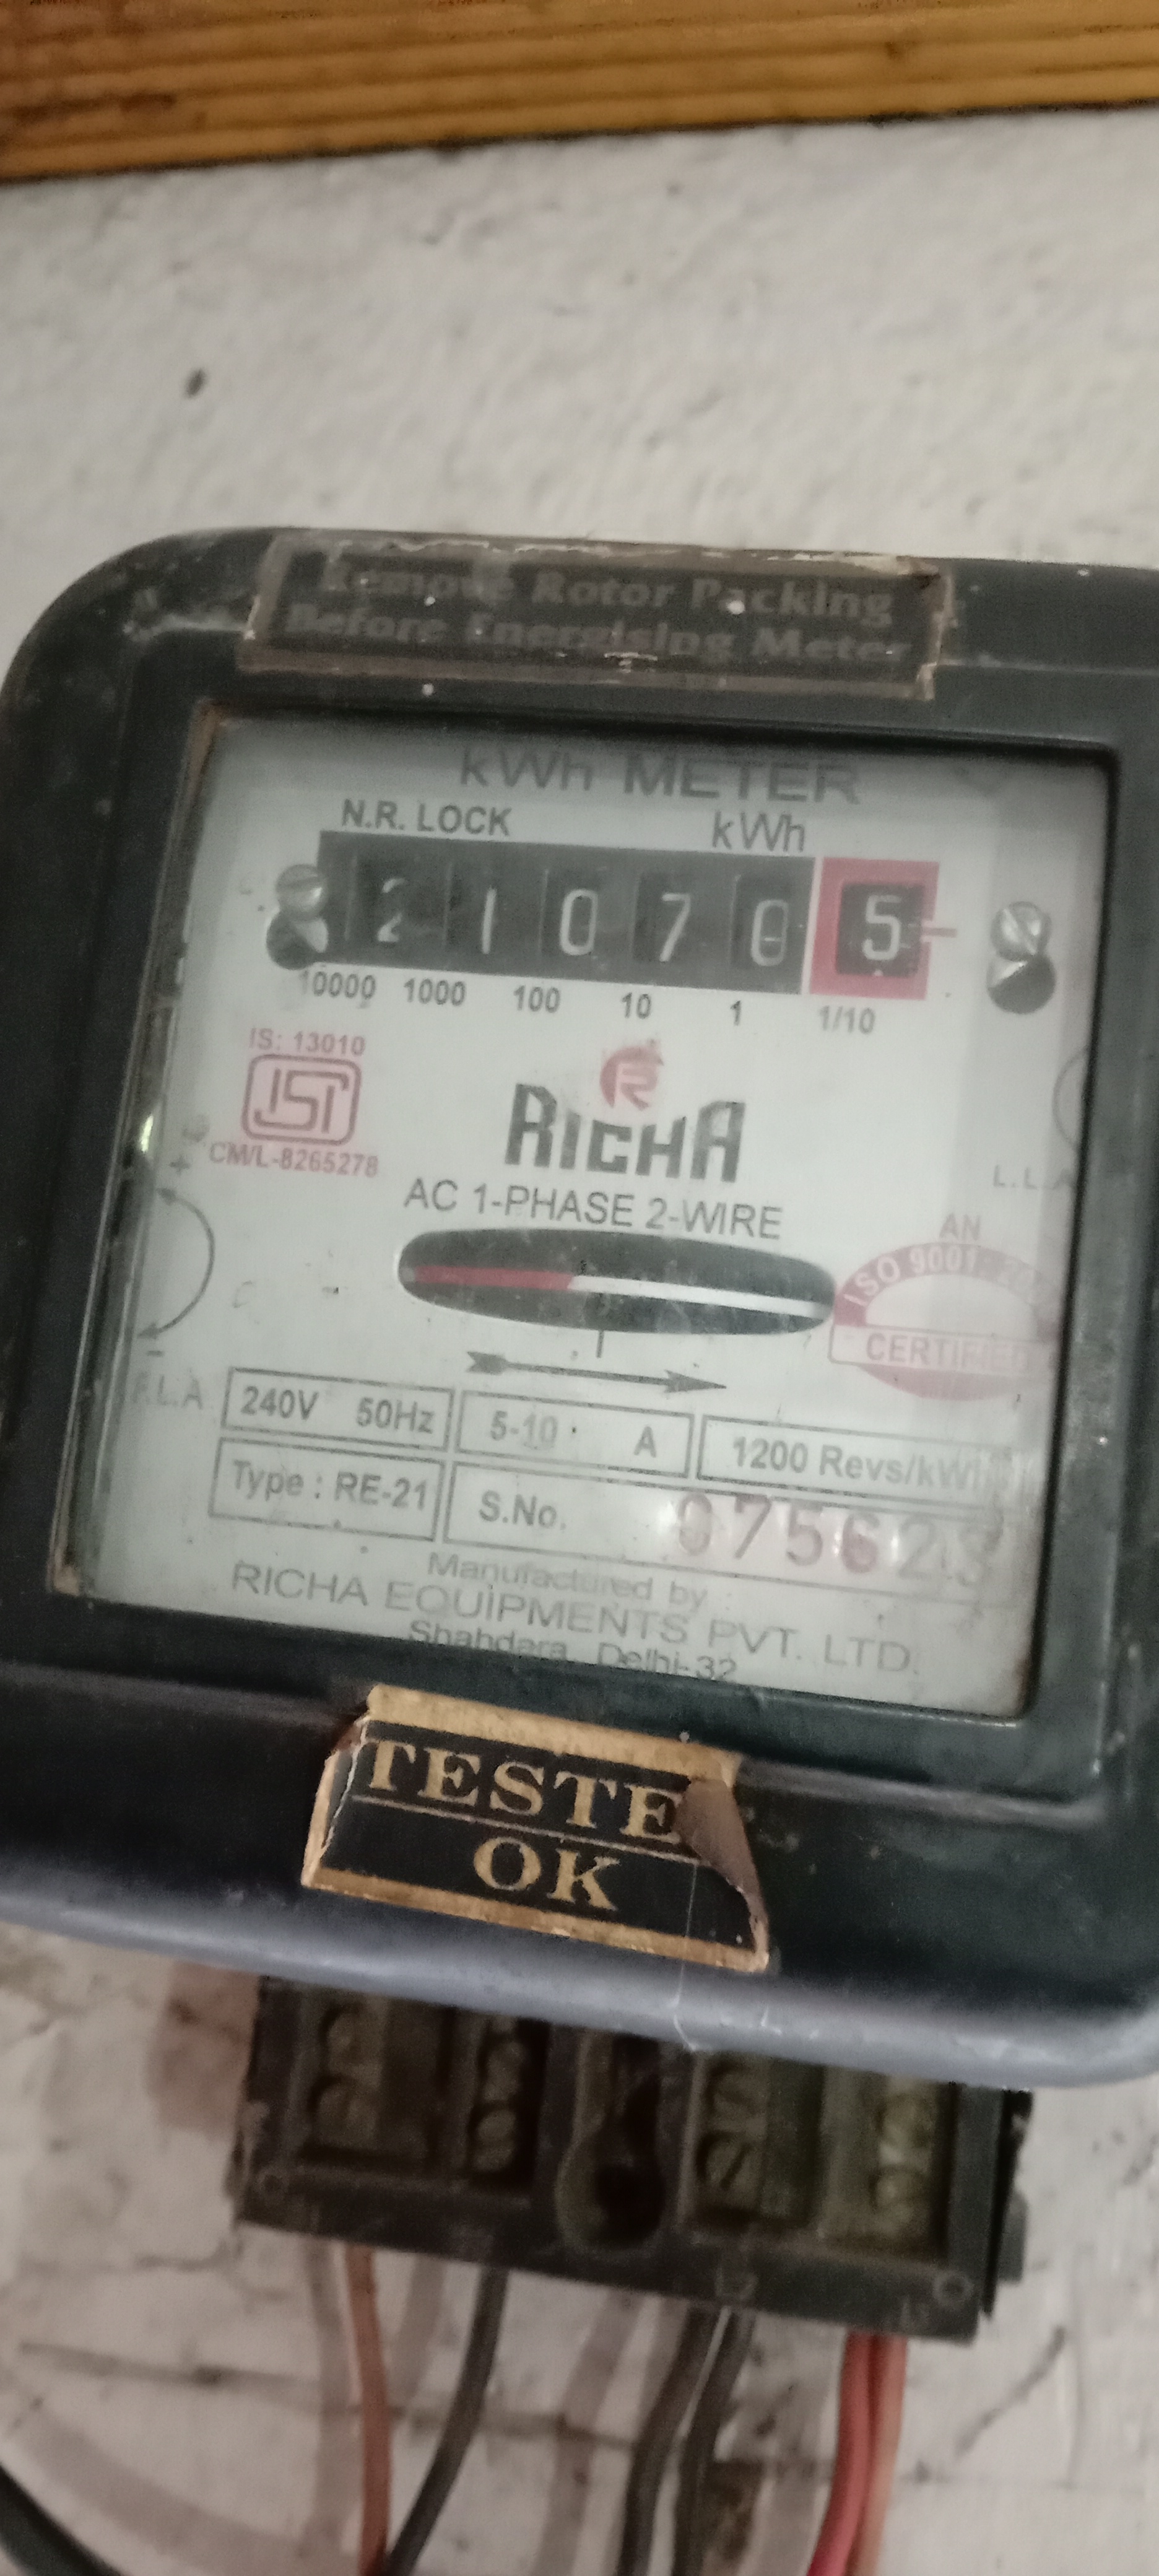 Remove Rotor Packing
Before Energising Meter
kWh METER
N.R. LOCK kWh
2 1 0 7 0 5
10000 1000 100 10 1 1/10
IS: 13010
ISI
CM/L-8265278
R
RICHA
AC 1-PHASE 2-WIRE
+
-
L.L.A
F.L.A
AN
ISO 9001:
CERTIFIED
240V 50Hz 5-10 A 1200 Revs/kWh
Type : RE-21 S.No. 075623
Manufactured by :
RICHA EQUIPMENTS PVT. LTD.
Shahdara, Delhi-32
TESTE
OK